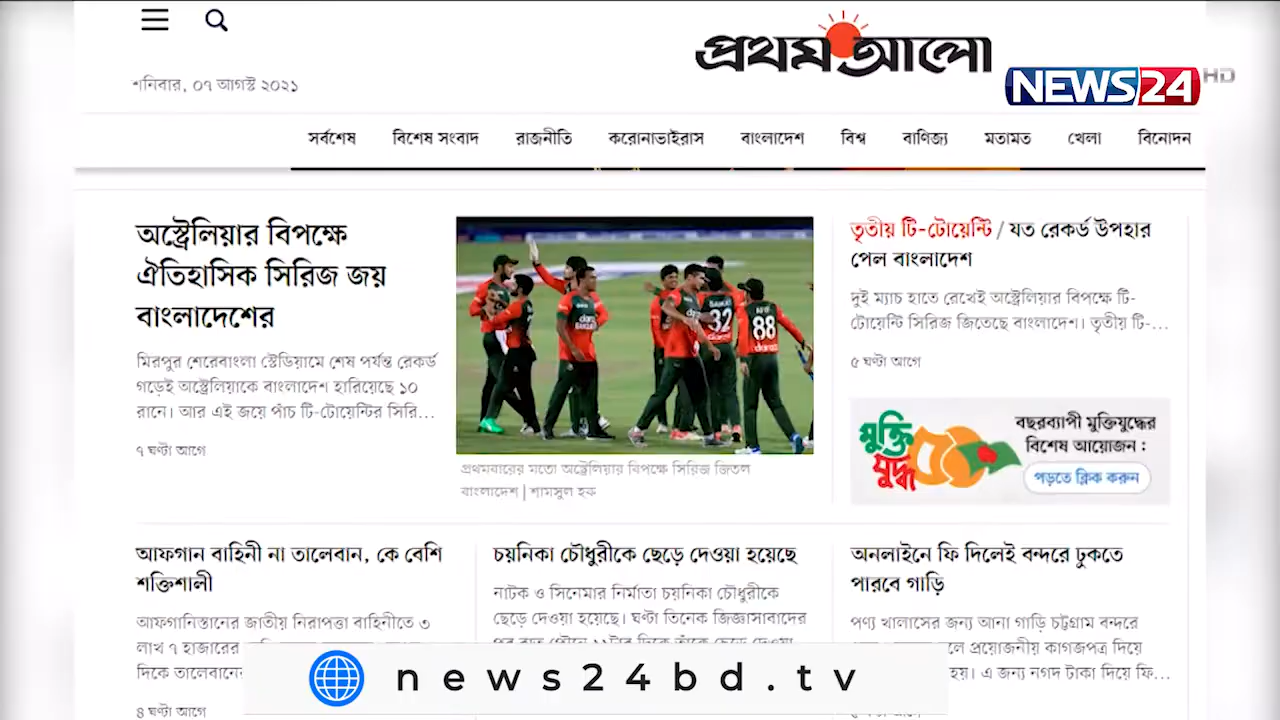 প্রথম আলো
NEWS24 HD
শনিবার, ০৭ আগস্ট ২০২১
সর্বশেষ বিশেষ সংবাদ রাজনীতি করোনাভাইরাস বাংলাদেশ বিশ্ব বাণিজ্য মতামত খেলা বিনোদন
অস্ট্রেলিয়ার বিপক্ষে
ঐতিহাসিক সিরিজ জয়
বাংলাদেশের
মিরপুর শেরেবাংলা স্টেডিয়ামে শেষ পর্যন্ত রেকর্ড
গড়েই অস্ট্রেলিয়াকে বাংলাদেশ হারিয়েছে ১০
রানে। আর এই জয়ে পাঁচ টি-টোয়েন্টির সিরি...
৭ ঘণ্টা আগে
32
88
প্রথমবারের মতো অস্ট্রেলিয়ার বিপক্ষে সিরিজ জিতল
বাংলাদেশ | শামসুল হক
তৃতীয় টি-টোয়েন্টি / যত রেকর্ড উপহার
পেল বাংলাদেশ
দুই ম্যাচ হাতে রেখেই অস্ট্রেলিয়ার বিপক্ষে টি-
টোয়েন্টি সিরিজ জিতেছে বাংলাদেশ। তৃতীয় টি-...
৫ ঘণ্টা আগে
মুক্তি
যুদ্ধ
৫০
বছরব্যাপী মুক্তিযুদ্ধের
বিশেষ আয়োজন :
পড়তে ক্লিক করুন
আফগান বাহিনী না তালেবান, কে বেশি
শক্তিশালী
আফগানিস্তানের জাতীয় নিরাপত্তা বাহিনীতে ৩
লাখ ৭ হাজারের
দিকে তালেবানে
৪ ঘণ্টা আগে
চয়নিকা চৌধুরীকে ছেড়ে দেওয়া হয়েছে
নাটক ও সিনেমার নির্মাতা চয়নিকা চৌধুরীকে
ছেড়ে দেওয়া হয়েছে। ঘণ্টা তিনেক জিজ্ঞাসাবাদের
অনলাইনে ফি দিলেই বন্দরে ঢুকতে
পারবে গাড়ি
পণ্য খালাসের জন্য আনা গাড়ি চট্টগ্রাম বন্দরে
লে প্রয়োজনীয় কাগজপত্র দিয়ে
হয়। এ জন্য নগদ টাকা দিয়ে ফি...
news24bd.tv